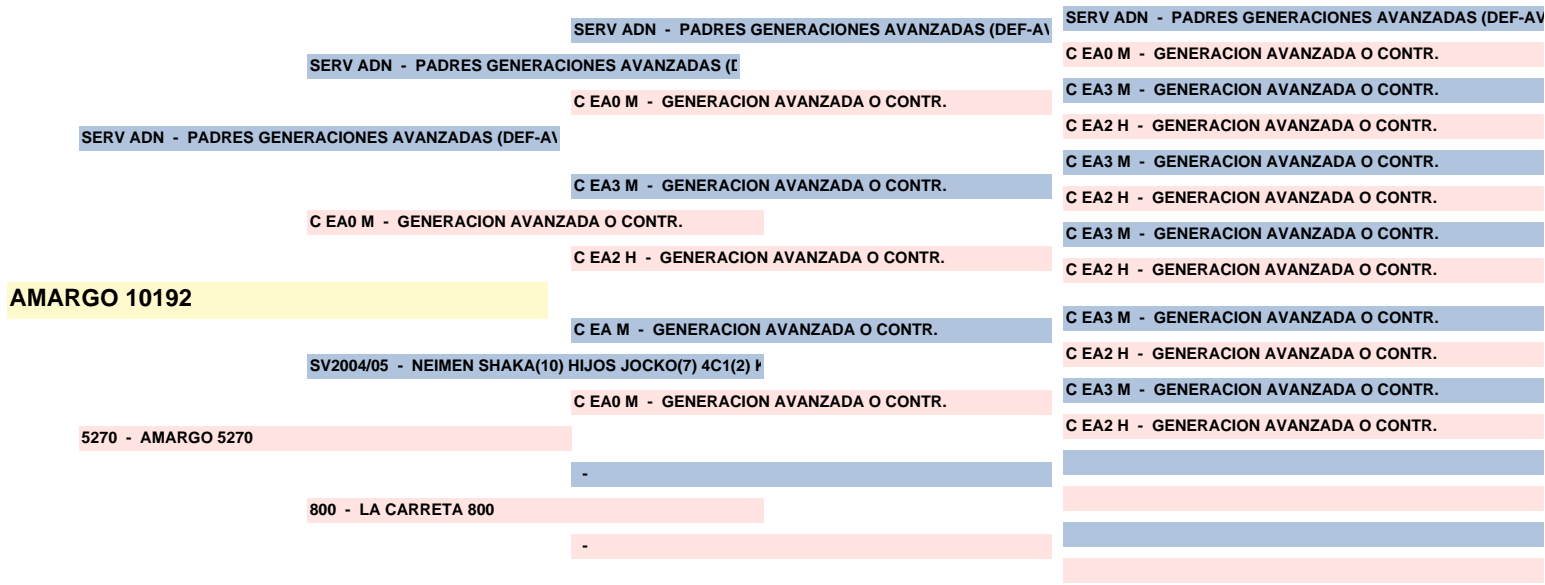 SERV ADN - PADRES GENERACIONES AVANZADAS (DEF-AV
SERV ADN - PADRES GENERACIONES AVANZADAS (DEF-A
C EA0 M - GENERACION AVANZADA O CONTR.
SERV ADN - PADRES GENERACIONES AVANZADAS (
C EA3 M - GENERACION AVANZADA O CONTR.
C EA0 M - GENERACION AVANZADA O CONTR.
C EA2 H - GENERACION AVANZADA O CONTR.
SERV ADN - PADRES GENERACIONES AVANZADAS (DEF-A
C EA3 M - GENERACION AVANZADA O CONTR.
C EA3 M - GENERACION AVANZADA O CONTR.
C EA2 H - GENERACION AVANZADA O CONTR.
C EA0 M - GENERACION AVANZADA O CONTR.
C EA3 M - GENERACION AVANZADA O CONTR.
C EA2 H - GENERACION AVANZADA O CONTR.
C EA2 H - GENERACION AVANZADA O CONTR.
AMARGO 10192
C EA3 M - GENERACION AVANZADA O CONTR.
C EA M - GENERACION AVANZADA O CONTR.
C EA2 H - GENERACION AVANZADA O CONTR.
SV2004/05 - NEIMEN SHAKA(10) HIJOS JOCKO(7) 4C1(2)
C EA3 M - GENERACION AVANZADA O CONTR.
C EA0 M - GENERACION AVANZADA O CONTR.
C EA2 H - GENERACION AVANZADA O CONTR.
5270 - AMARGO 5270
-
800 - LA CARRETA 800
-